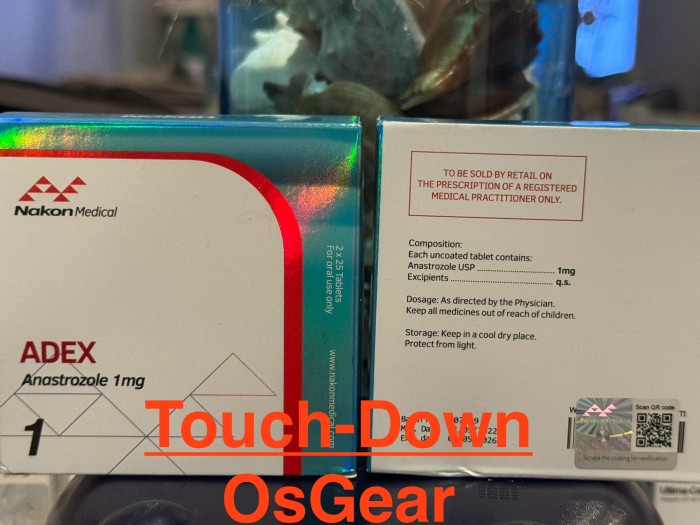 Nakon Medical
2 x 25 Tablets
For oral use only
www.nakonmedical.com
ADEX
Anastrozole 1mg
1
TO BE SOLD BY RETAIL ON
THE PRESCRIPTION OF A REGISTERED
MEDICAL PRACTITIONER ONLY.
Composition:
Each uncoated tablet contains:
Anastrozole USP ............................ 1mg
Excipients ........................................ q.s.
Dosage: As directed by the Physician.
Keep all medicines out of reach of children.
Storage: Keep in a cool dry place.
Protect from light.
Scan QR code
Scrape the coating for verification
Touch-Down
OsGear